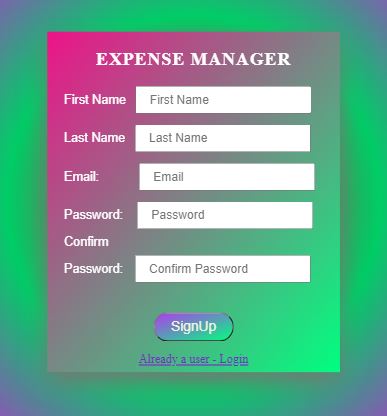 EXPENSE MANAGER
First Name First Name
Last Name Last Name
Email: Email
Password: Password
Confirm
Password: Confirm Password
SignUp
Already a user - Login